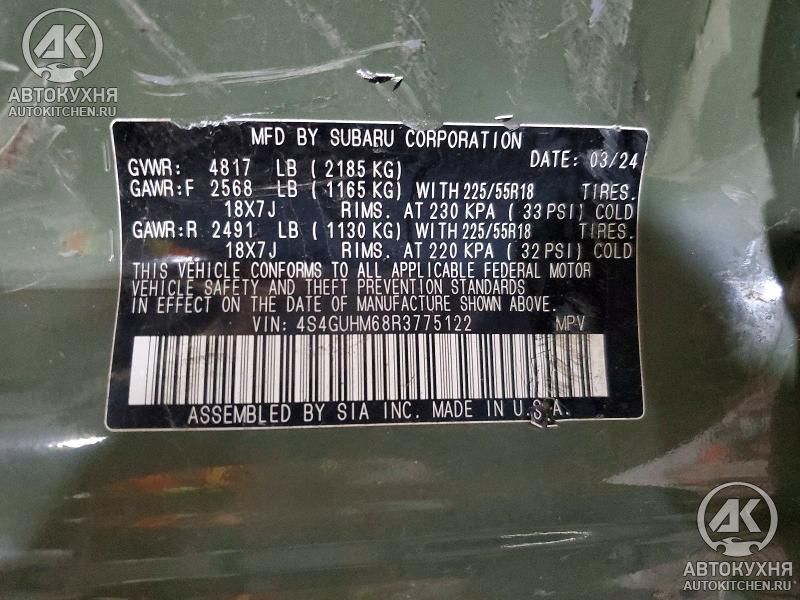 AK
АВТОКУХНЯ
AUTOKITCHEN.RU
MFD BY SUBARU CORPORATION
GVWR: 4817 LB ( 2185 KG) DATE: 03/24
GAWR:F 2568 LB ( 1165 KG) WITH 225/55R18 TIRES.
18X7J RIMS. AT 230 KPA ( 33 PSI) COLD
GAWR:R 2491 LB ( 1130 KG) WITH 225/55R18 TIRES.
18X7J RIMS. AT 220 KPA ( 32 PSI) COLD
THIS VEHICLE CONFORMS TO ALL APPLICABLE FEDERAL MOTOR
VEHICLE SAFETY AND THEFT PREVENTION STANDARDS
IN EFFECT ON THE DATE OF MANUFACTURE SHOWN ABOVE.
VIN: 4S4GUHM68R3775122 MPV
ASSEMBLED BY SIA INC. MADE IN U.S.A.
AK
АВТОКУХНЯ
AUTOKITCHEN.RU